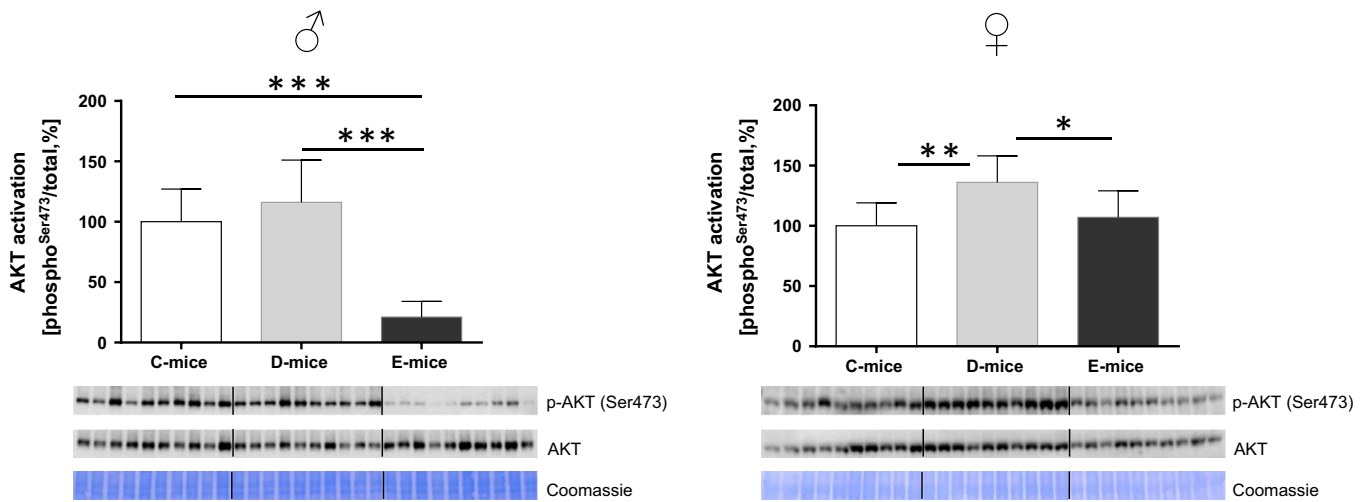 ♂
***
***
200
150
100
50
0
AKT activation
[phospho^Ser473/total,%]
C-mice D-mice E-mice
p-AKT (Ser473)
AKT
Coomassie
♀
*
**
200
150
100
50
0
AKT activation
[phospho^Ser473/total,%]
C-mice D-mice E-mice
p-AKT (Ser473)
AKT
Coomassie